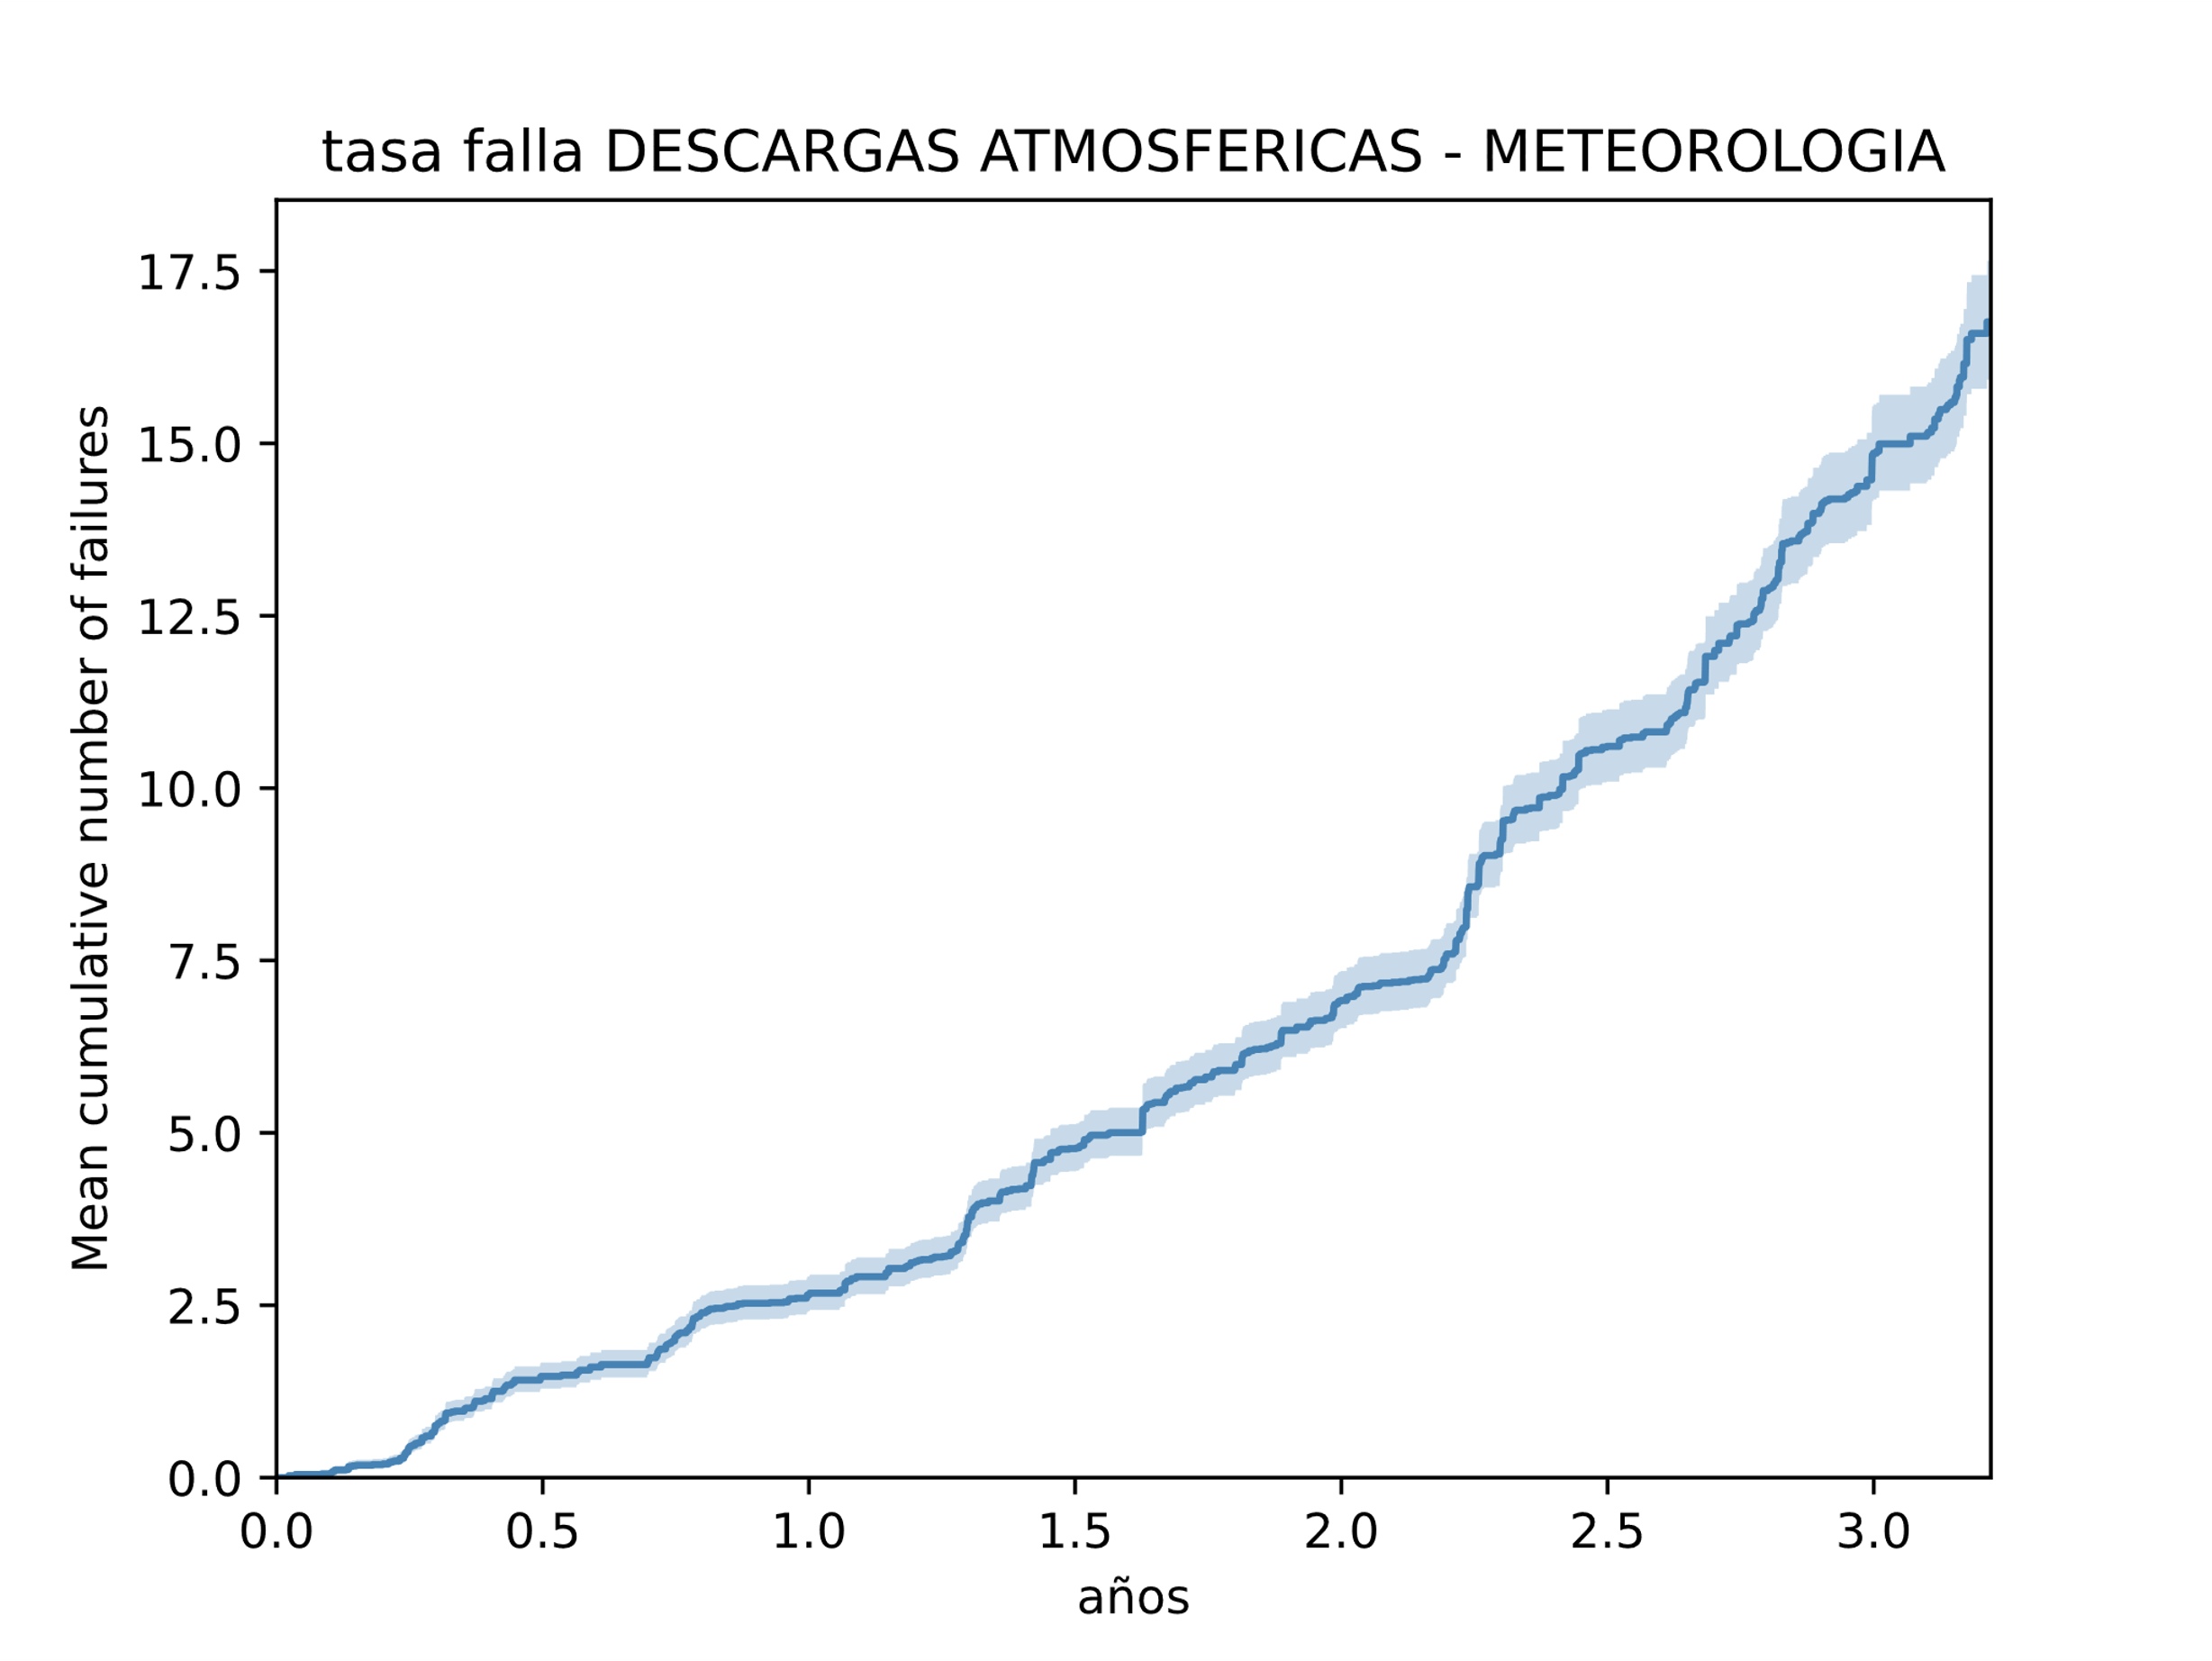 tasa falla DESCARGAS ATMOSFERICAS - METEOROLOGIA
Mean cumulative number of failures
17.5
15.0
12.5
10.0
7.5
5.0
2.5
0.0
0.0 0.5 1.0 1.5 2.0 2.5 3.0
años